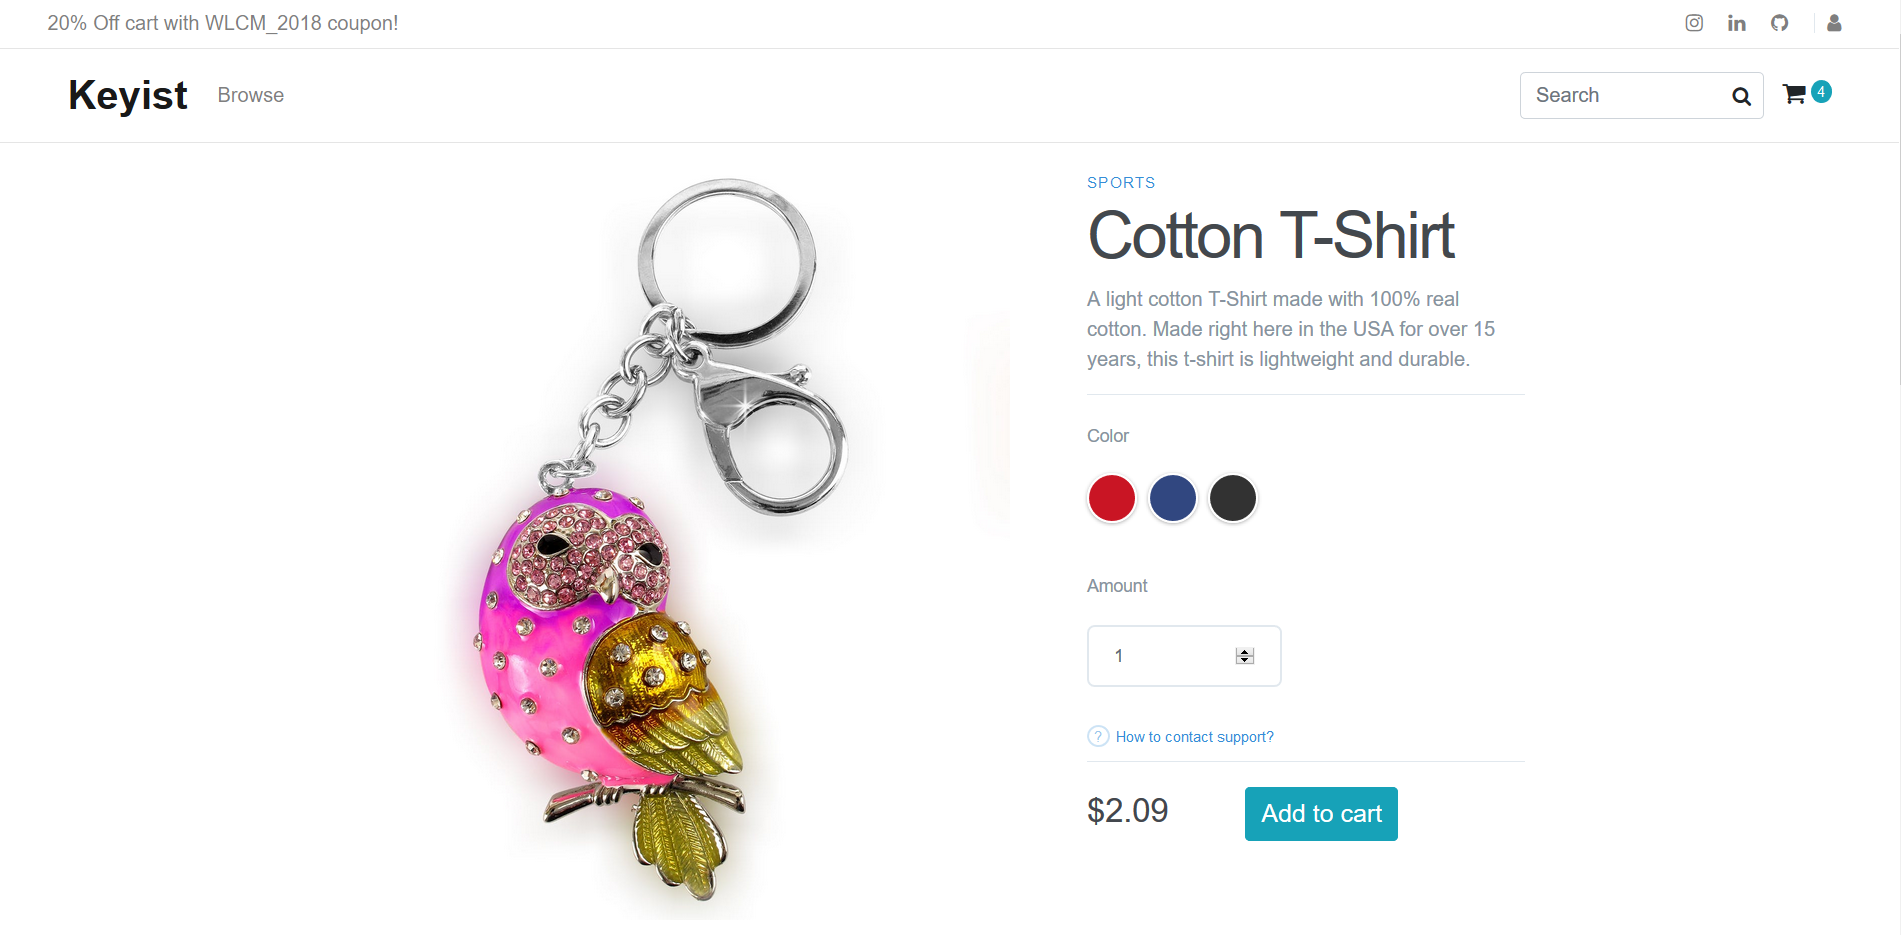 20% Off cart with WLCM_2018 coupon!
Keyist
Browse
Search
4
SPORTS
Cotton T-Shirt
A light cotton T-Shirt made with 100% real
cotton. Made right here in the USA for over 15
years, this t-shirt is lightweight and durable.
Color
Amount
1
? How to contact support?
$2.09
Add to cart